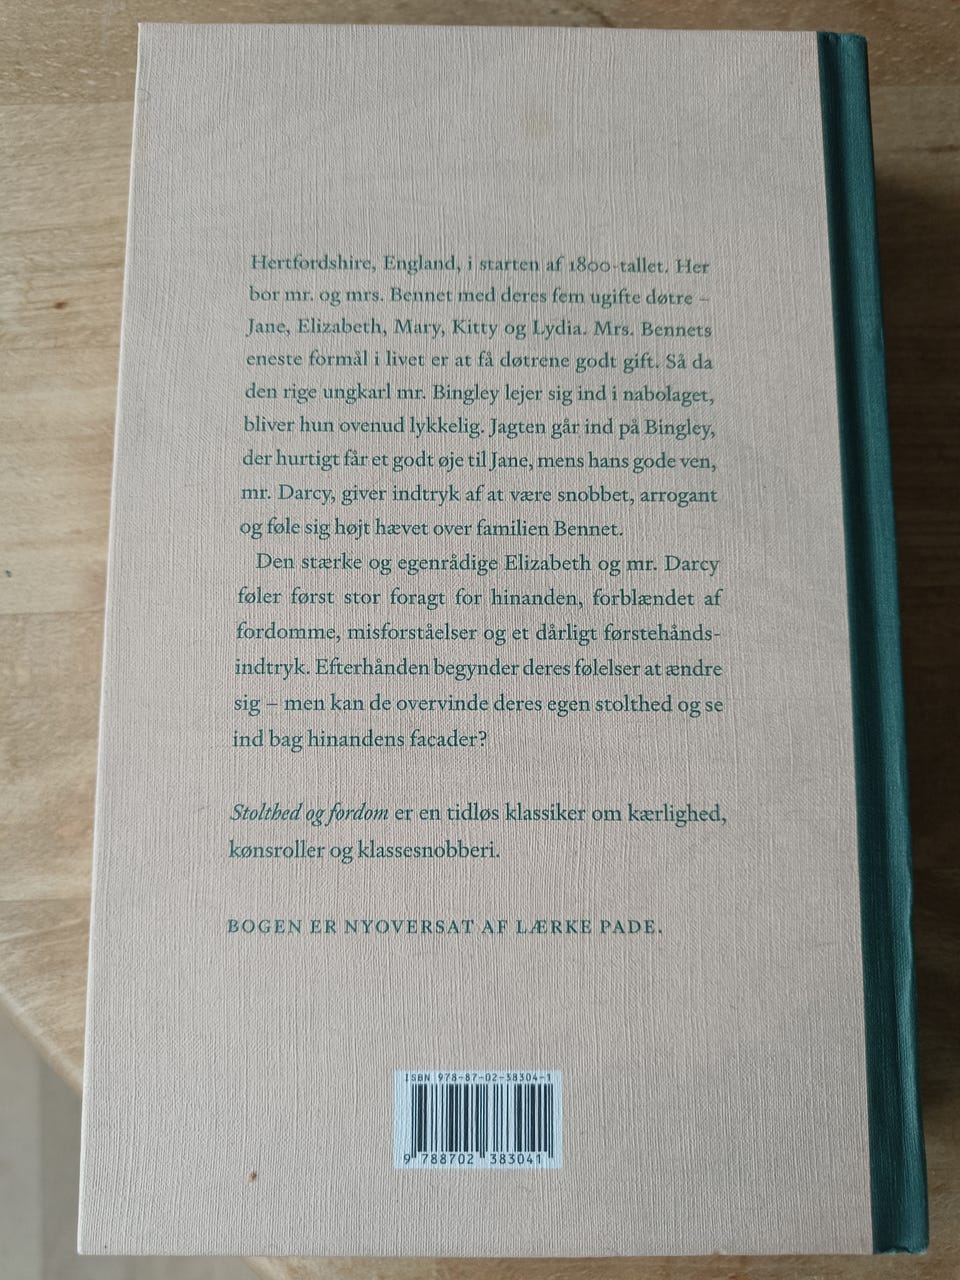 Hertfordshire, England, i starten af 1800-tallet. Her
bor mr. og mrs. Bennet med deres fem ugifte døtre –
Jane, Elizabeth, Mary, Kitty og Lydia. Mrs. Bennets
eneste formål i livet er at få døtrene godt gift. Så da
den rige ungkarl mr. Bingley lejer sig ind i nabolaget,
bliver hun ovenud lykkelig. Jagten går ind på Bingley,
der hurtigt får et godt øje til Jane, mens hans gode ven,
mr. Darcy, giver indtryk af at være snobbet, arrogant
og føle sig højt hævet over familien Bennet.
Den stærke og egenrådige Elizabeth og mr. Darcy
føler først stor foragt for hinanden, forblændet af
fordomme, misforståelser og et dårligt førstehånds-
indtryk. Efterhånden begynder deres følelser at ændre
sig – men kan de overvinde deres egen stolthed og se
ind bag hinandens facader?
Stolthed og fordom er en tidløs klassiker om kærlighed,
kønsroller og klassesnobberi.
BOGEN ER NYOVERSAT AF LÆRKE PADE.
ISBN 978-87-02-38304-1
9 788702 383041